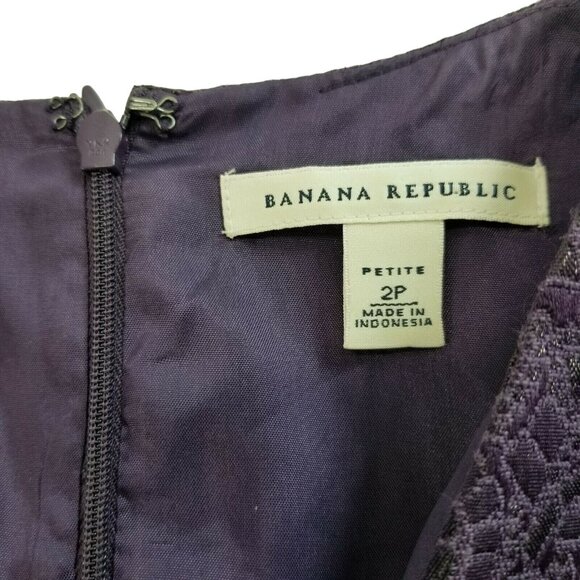 BANANA REPUBLIC
PETITE
2P
MADE IN
INDONESIA